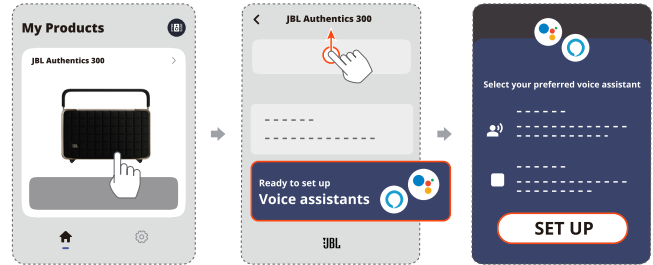 My Products
JBL Authentics 300
JBL
JBL Authentics 300
Ready to set up
Voice assistants
JBL
Select your preferred voice assistant
SET UP